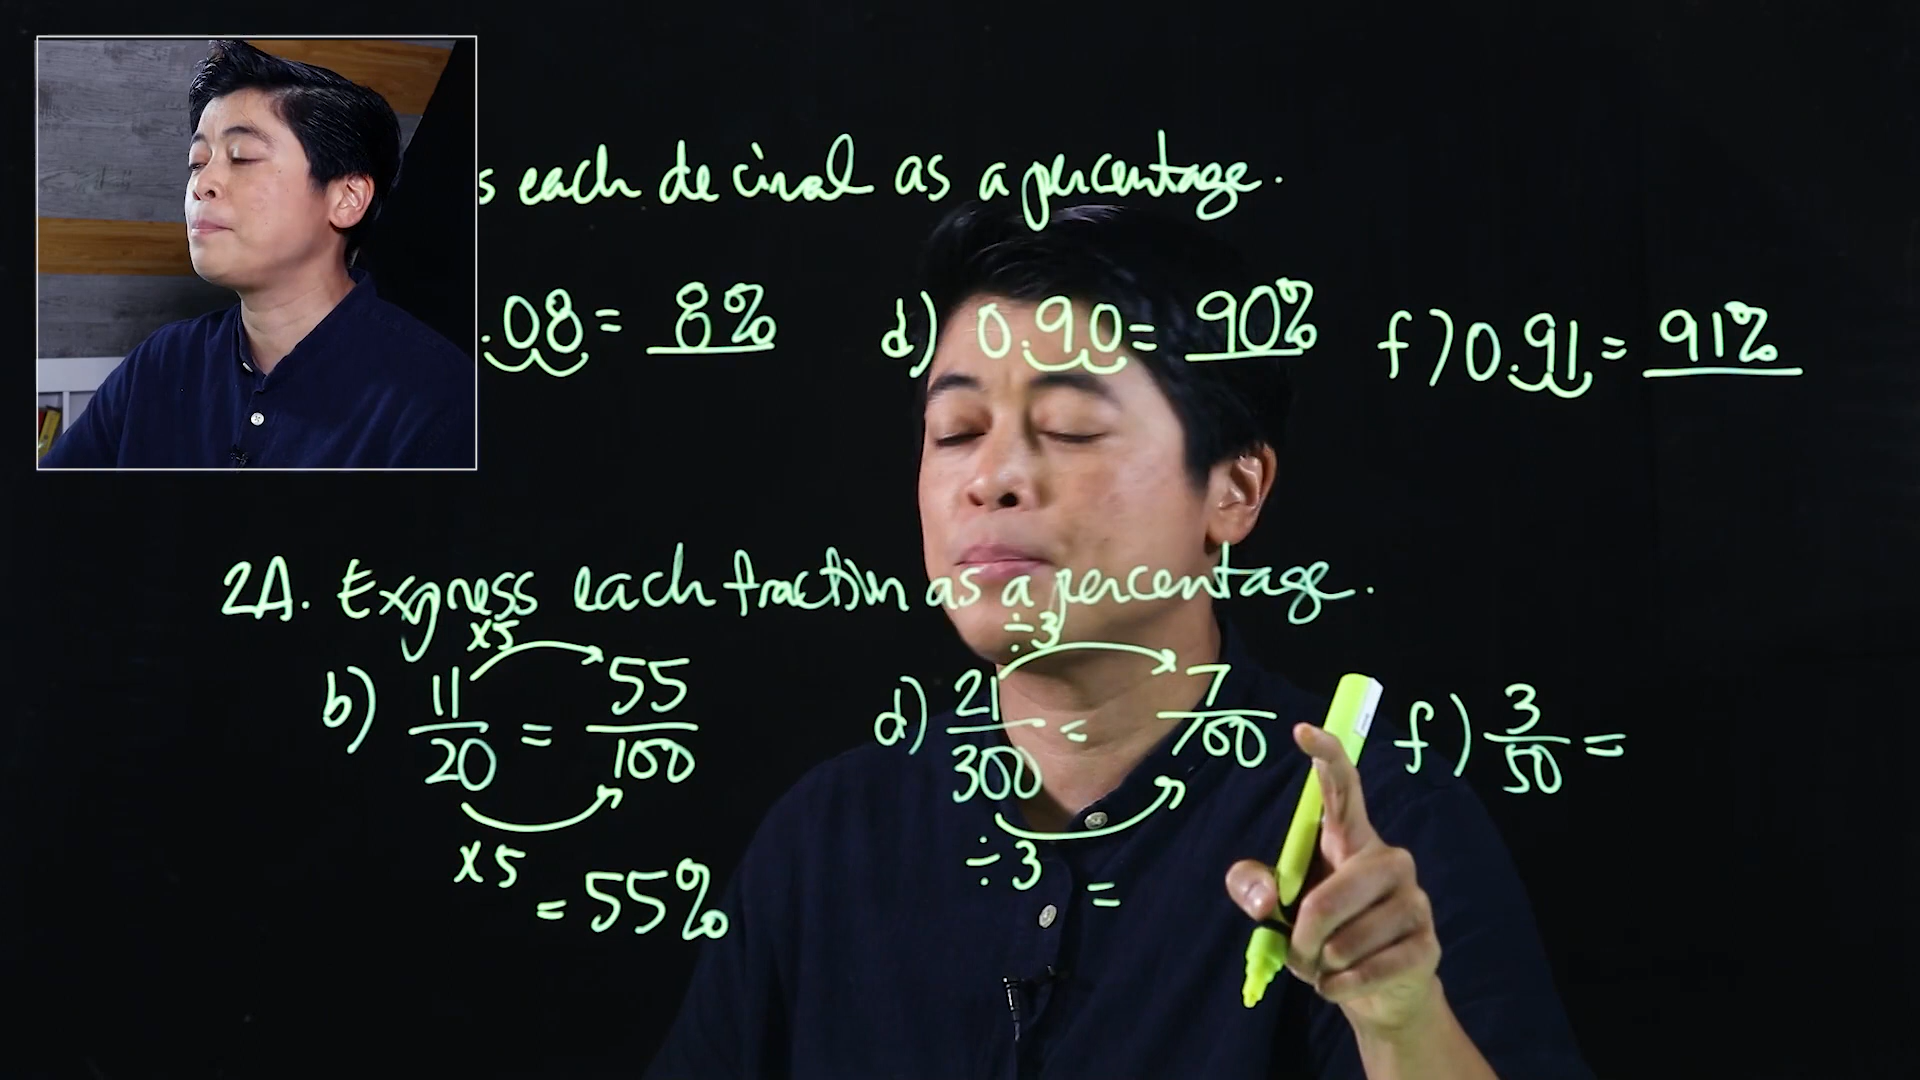 s each decimal as a percentage.
.08 = 8% d) 0.90 = 90% f) 0.91 = 91%
2A. Express each fraction as a percentage.
×5 ÷3
b) 11/20 = 55/100 d) 21/300 = 7/100 f) 3/50 =
×5 ÷3
= 55% =